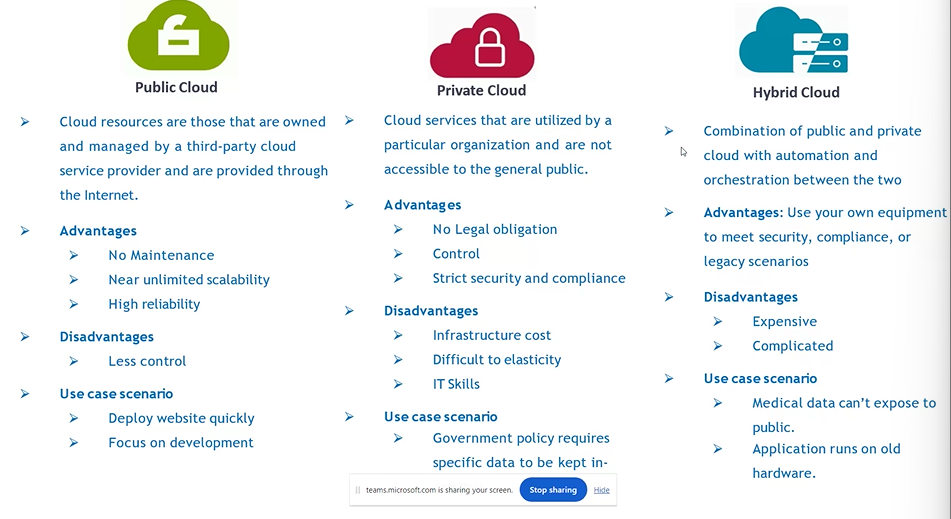 Public Cloud
Cloud resources are those that are owned
and managed by a third-party cloud
service provider and are provided through
the Internet.
Advantages
No Maintenance
Near unlimited scalability
High reliability
Disadvantages
Less control
Use case scenario
Deploy website quickly
Focus on development
Private Cloud
Cloud services that are utilized by a
particular organization and are not
accessible to the general public.
Advantages
No Legal obligation
Control
Strict security and compliance
Disadvantages
Infrastructure cost
Difficult to elasticity
IT Skills
Use case scenario
Government policy requires
specific data to be kept in-
Hybrid Cloud
Combination of public and private
cloud with automation and
orchestration between the two
Advantages: Use your own equipment
to meet security, compliance, or
legacy scenarios
Disadvantages
Expensive
Complicated
Use case scenario
Medical data can’t expose to
public.
Application runs on old
hardware.
teams.microsoft.com is sharing your screen. Stop sharing Hide